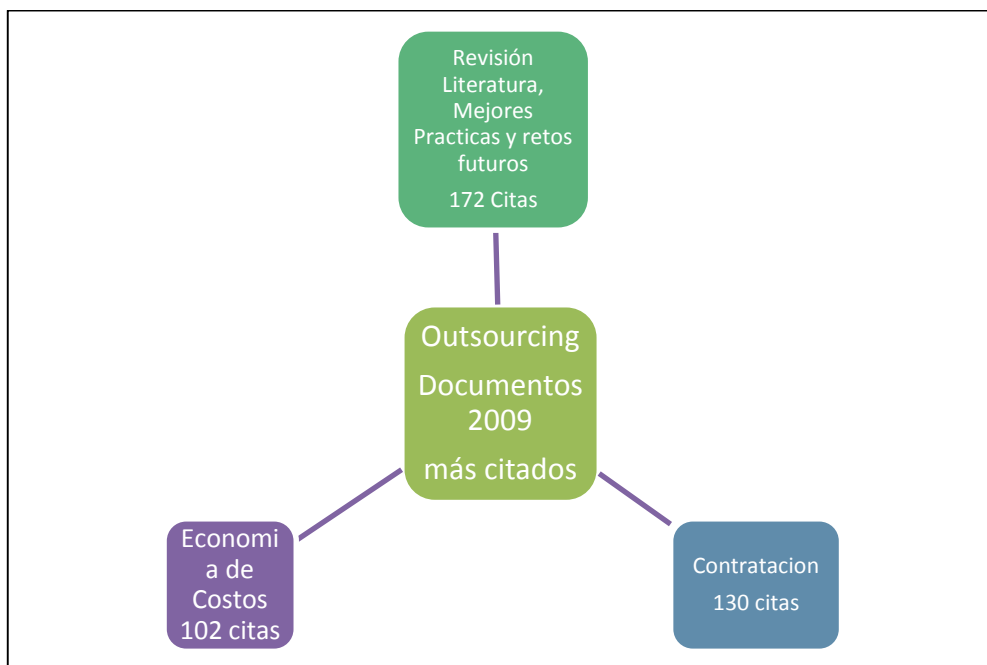 Revisión
Literatura,
Mejores
Practicas y retos
futuros
172 Citas
Outsourcing
Documentos
2009
más citados
Economi
a de
Costos
102 citas
Contratacion
130 citas